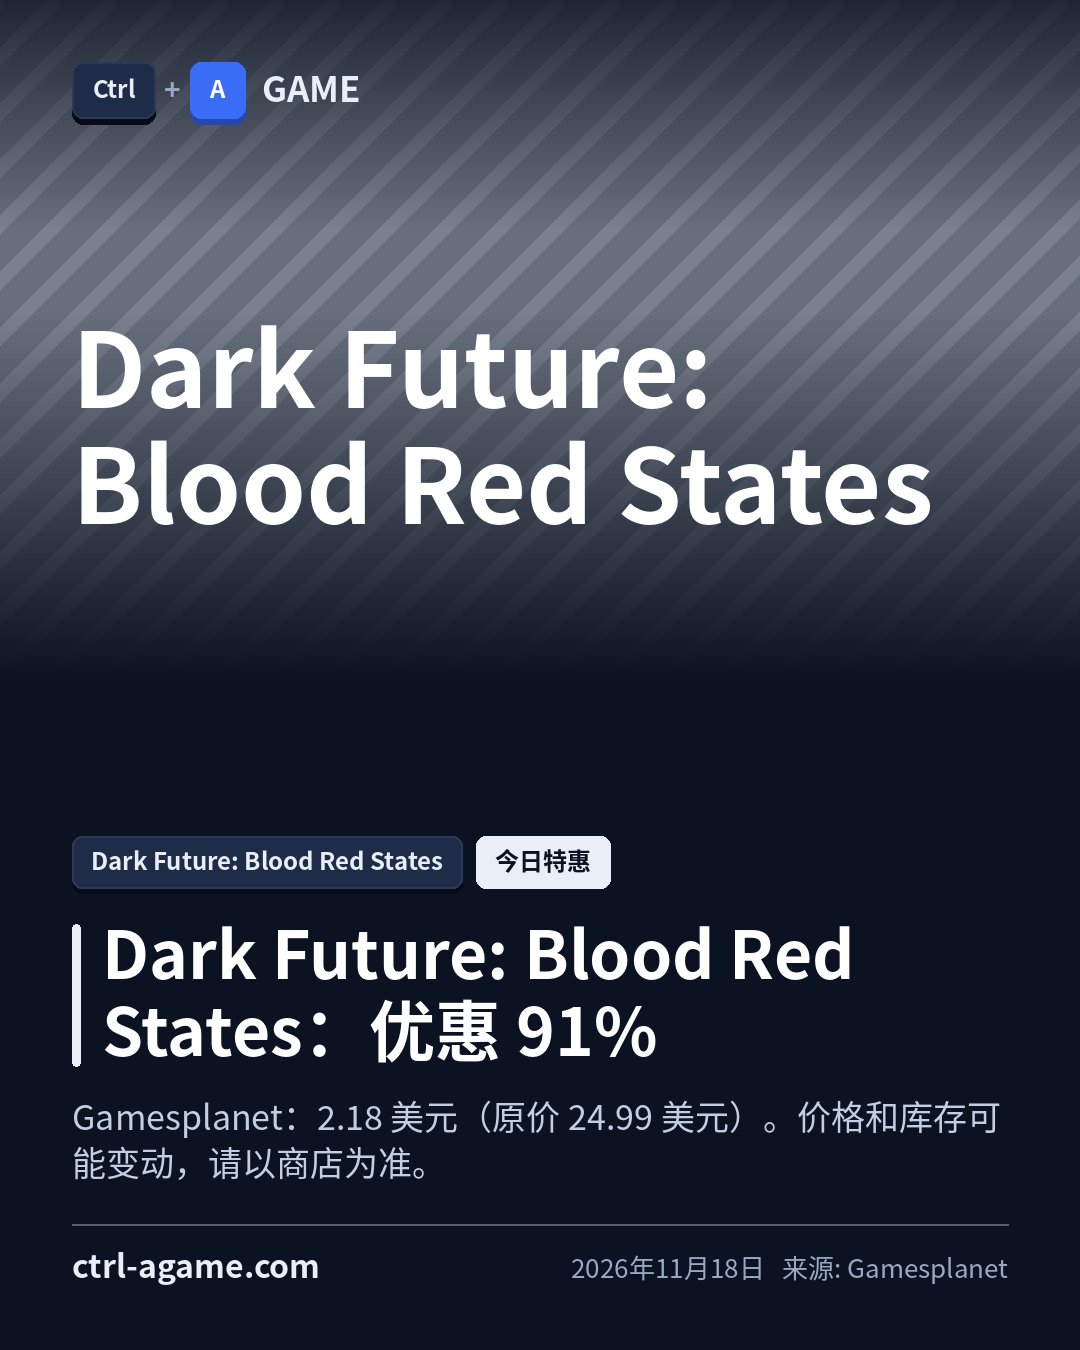 Ctrl + A GAME
Dark Future:
Blood Red States
Dark Future: Blood Red States 今日特惠
Dark Future: Blood Red
States：优惠 91%
Gamesplanet：2.18 美元（原价 24.99 美元）。价格和库存可
能变动，请以商店为准。
ctrl-agame.com 2026年11月18日 来源: Gamesplanet